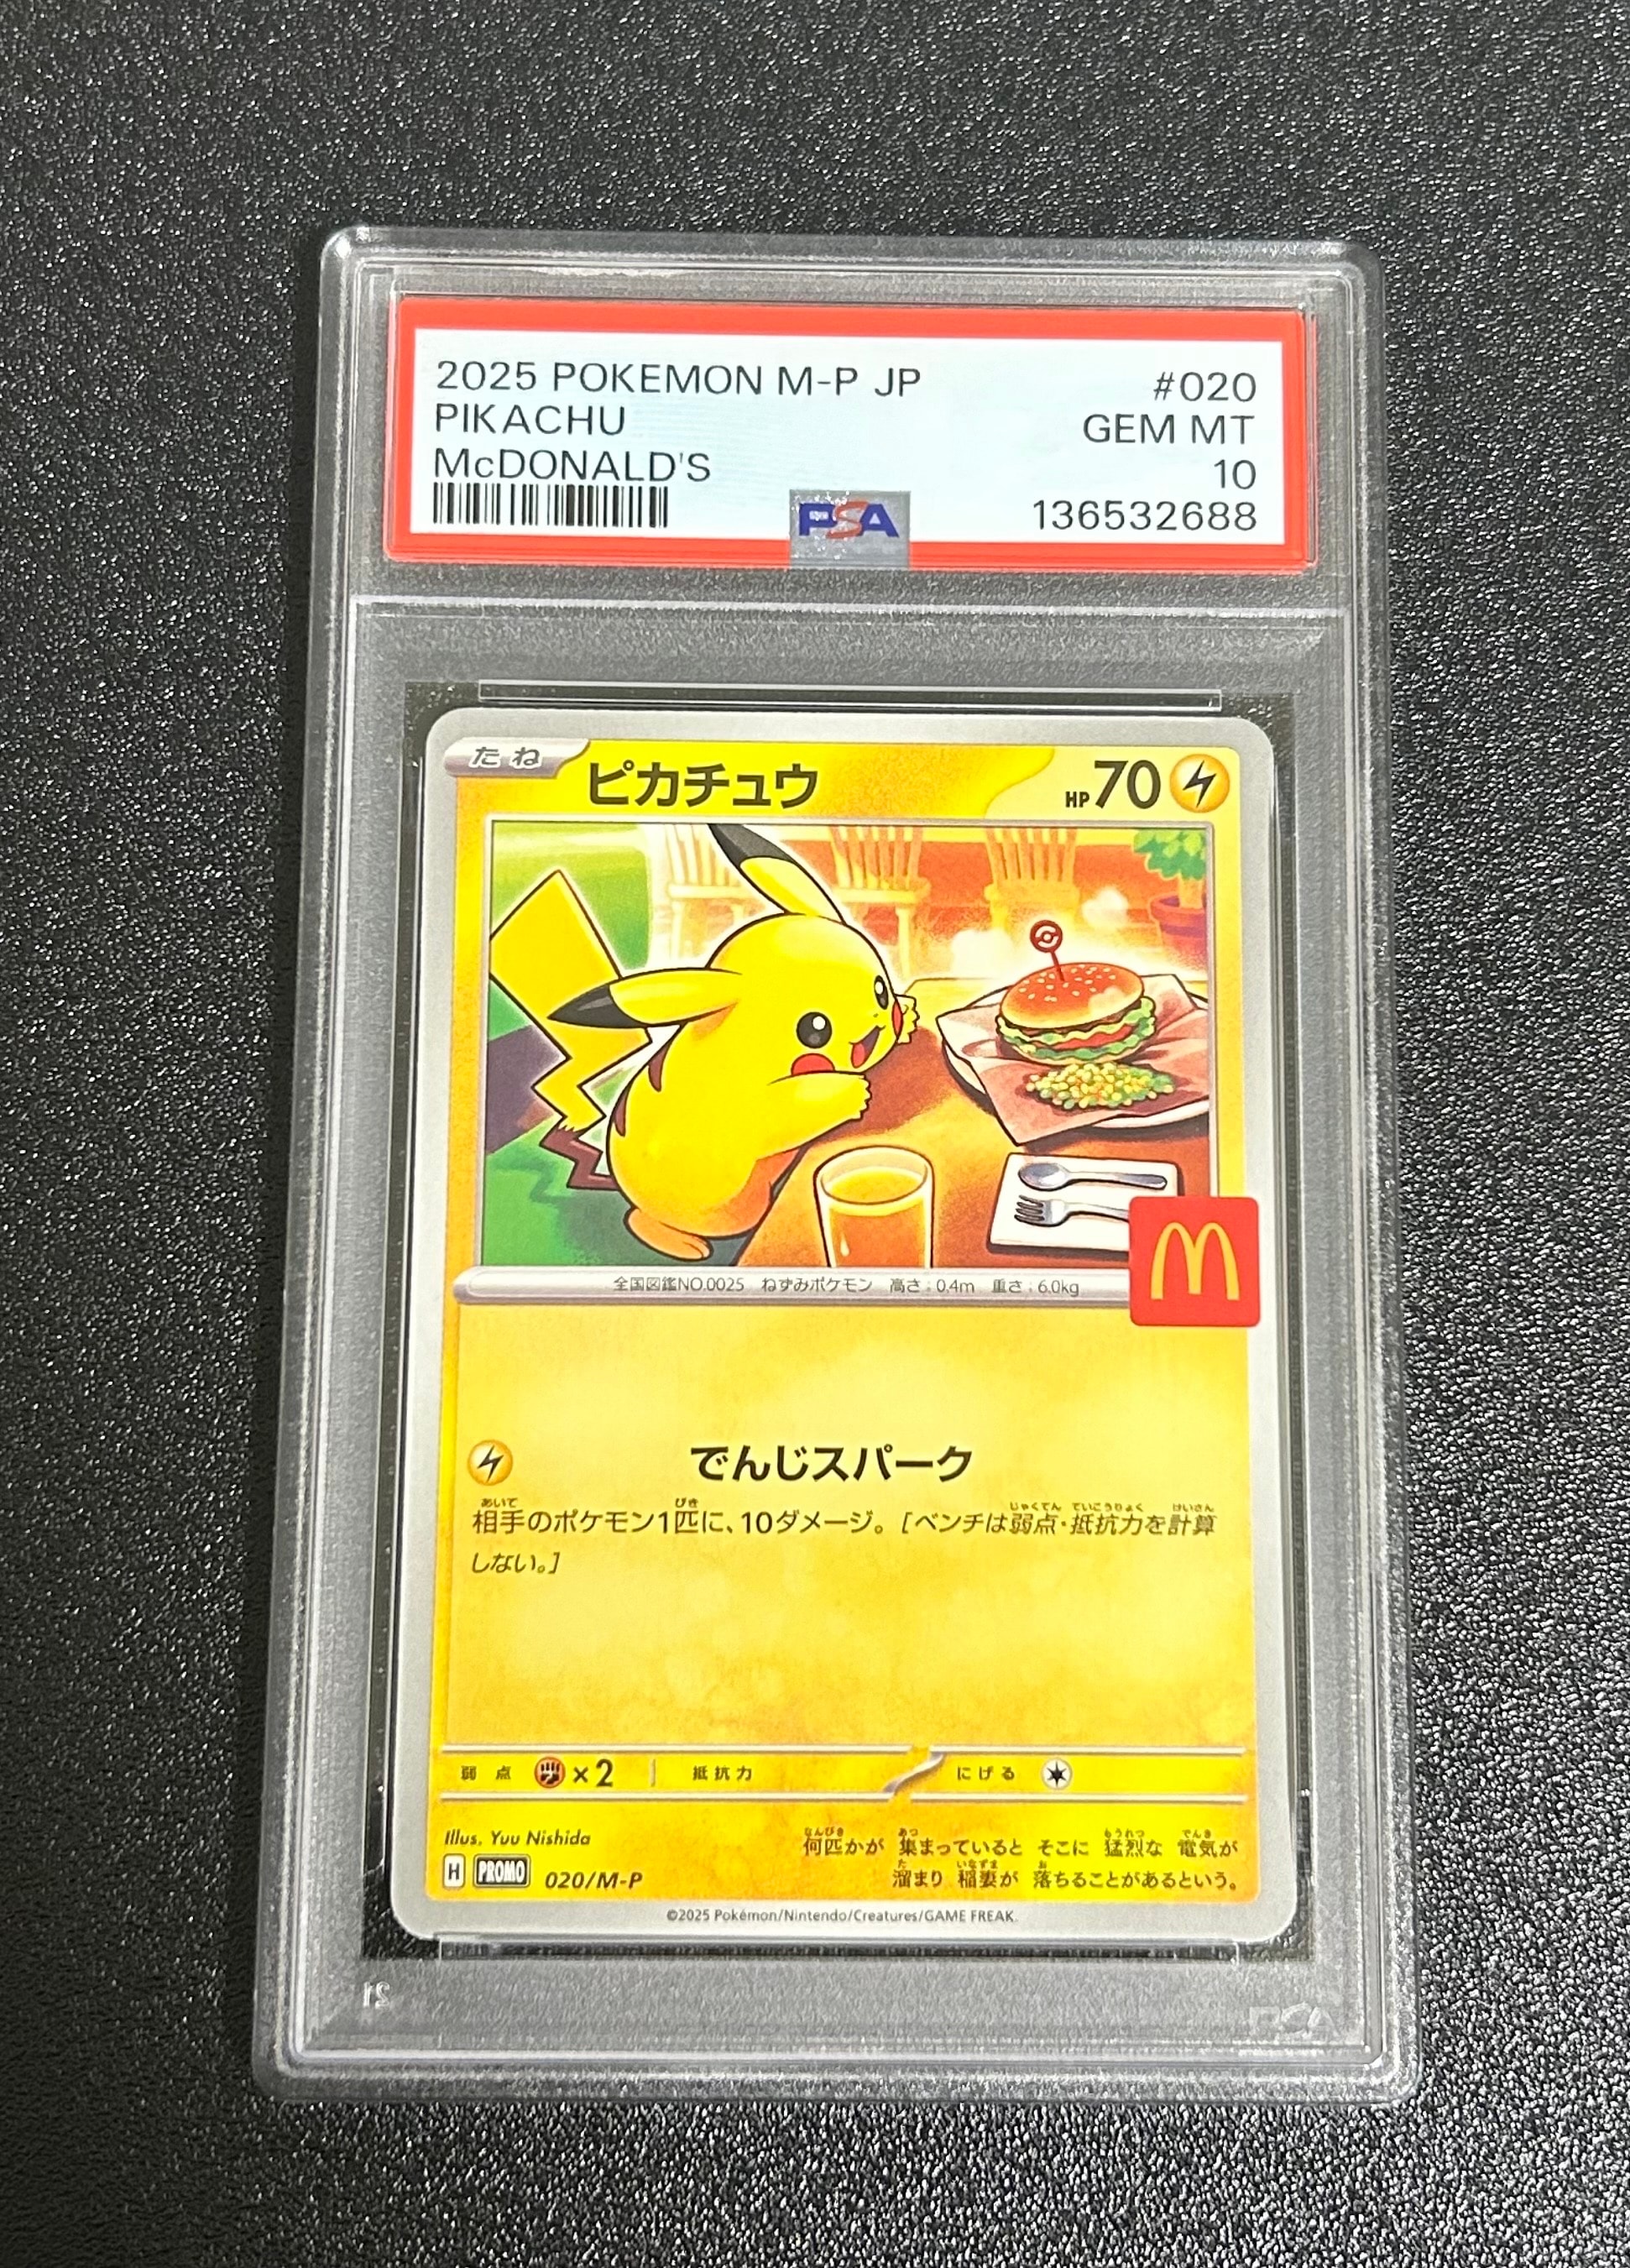 2025 POKEMON M-P JP #020
PIKACHU GEM MT
McDONALD'S 10
PSA 136532688
たね ピカチュウ HP70
全国図鑑NO.0025 ねずみポケモン 高さ:0.4m 重さ:6.0kg
でんじスパーク
相手のポケモン1匹に、10ダメージ。[ベンチは弱点・抵抗力を計算
しない。]
弱点 ×2 抵抗力 にげる
Illus. Yuu Nishida
何匹かが 集まっていると そこに 猛烈な 電気が
H PROMO 020/M-P 溜まり 稲妻が 落ちることがあるという。
©2025 Pokémon/Nintendo/Creatures/GAME FREAK.